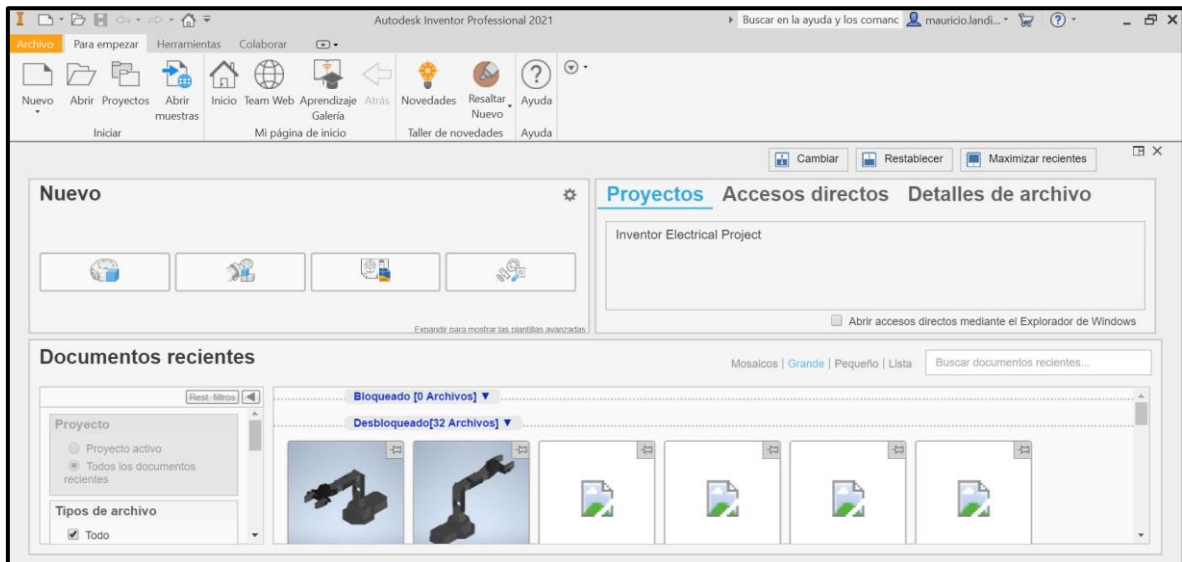 Autodesk Inventor Professional 2021
Buscar en la ayuda y los comanc
mauricio.landi...
Archivo
Para empezar
Herramientas
Colaborar
Nuevo
Abrir
Proyectos
Abrir
muestras
Inicio
Team Web
Aprendizaje
Galería
Atrás
Novedades
Resaltar
Nuevo
Ayuda
Iniciar
Mi página de inicio
Taller de novedades
Ayuda
Cambiar
Restablecer
Maximizar recientes
Nuevo
Expandir para mostrar las plantillas avanzadas
Proyectos
Accesos directos
Detalles de archivo
Inventor Electrical Project
Abrir accesos directos mediante el Explorador de Windows
Documentos recientes
Mosaicos | Grande | Pequeño | Lista
Buscar documentos recientes...
Rest. filtros
Proyecto
Proyecto activo
Todos los documentos
recientes
Tipos de archivo
Todo
Bloqueado [0 Archivos] ▼
Desbloqueado[32 Archivos] ▼